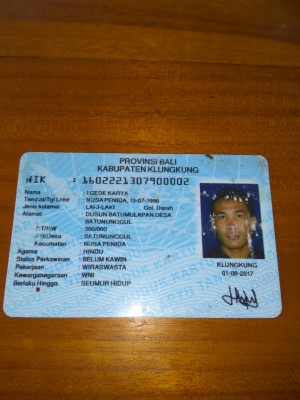 PROVINSI BALI
KABUPATEN KLUNGKUNG
NIK : 1602221307900002
Nama : I GEDE KARYA
Tempat/Tgl Lahir : NUSA PENIDA, 13-07-1990
Jenis kelamin : LAKI-LAKI Gol. Darah
Alamat : DUSUN BATUMULAPAN DESA
BATUNUNGGUL
RT/RW : 000/000
Kel/Desa : BATUNUNGGUL
Kecamatan : NUSA PENIDA
Agama : HINDU
Status Perkawinan : BELUM KAWIN
Pekerjaan : WIRASWASTA
Kewarganegaraan : WNI
Berlaku Hingga : SEUMUR HIDUP
KLUNGKUNG
01-08-2017